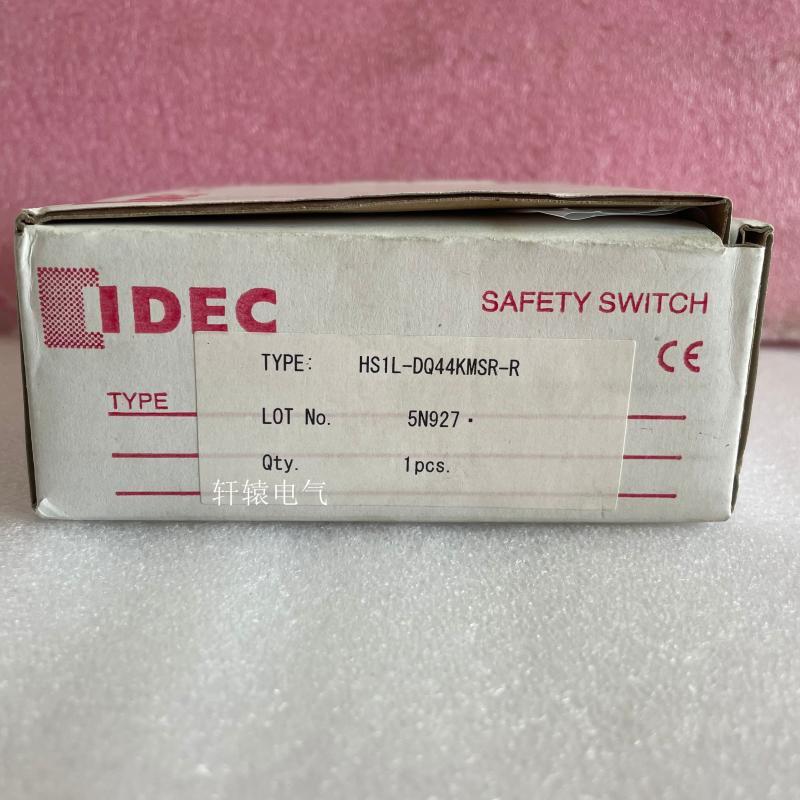 IDEC
SAFETY SWITCH
CE
TYPE
TYPE: HS1L-DQ44KMSR-R
LOT No. 5N927
Qty. 1pcs.
轩辕电气